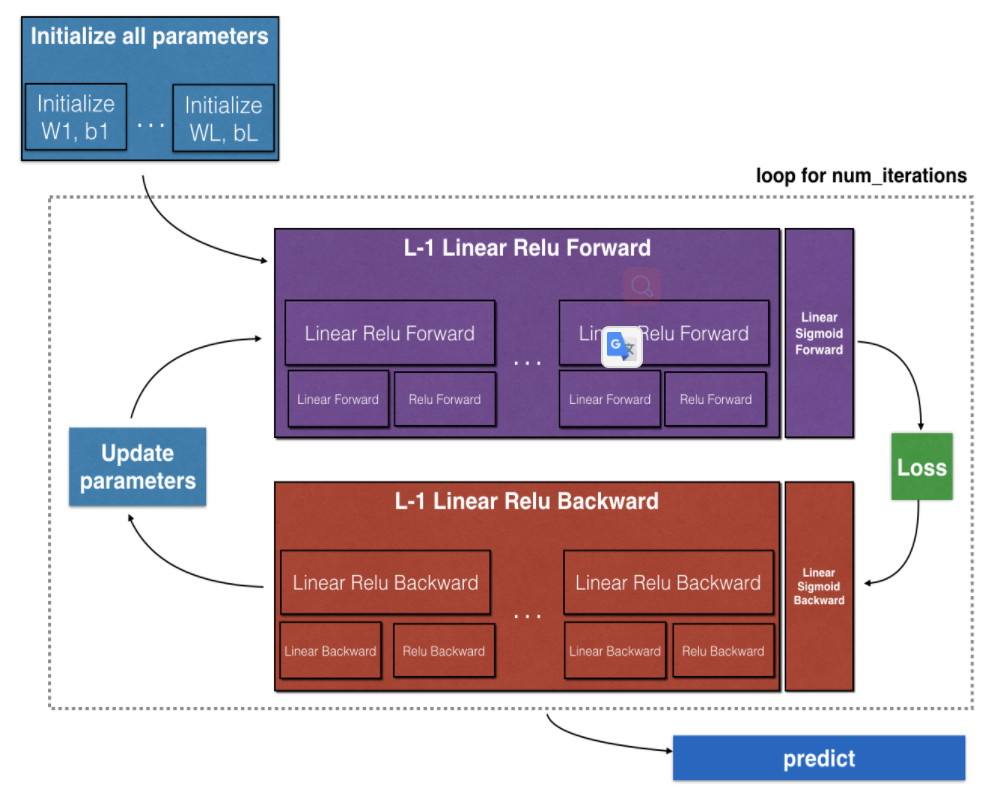 Initialize all parameters
Initialize
W1, b1
. . .
Initialize
WL, bL
loop for num_iterations
L-1 Linear Relu Forward
Linear Relu Forward
Linear Forward
Relu Forward
. . .
Relu Forward
Linear Forward
Relu Forward
Linear
Sigmoid
Forward
Update
parameters
Loss
L-1 Linear Relu Backward
Linear Relu Backward
Linear Backward
Relu Backward
. . .
Linear Relu Backward
Linear Backward
Relu Backward
Linear
Sigmoid
Backward
predict